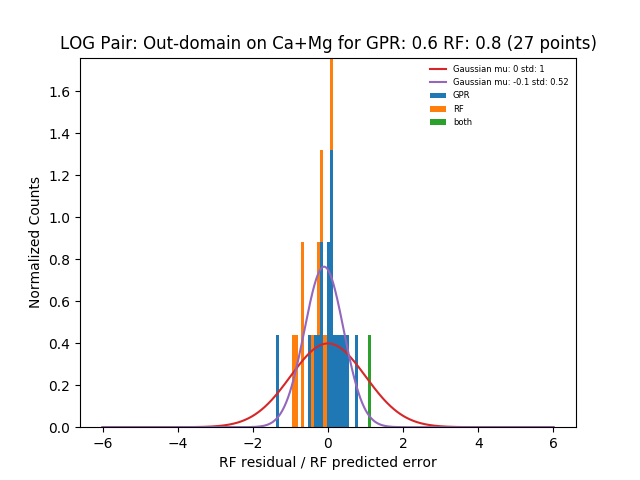 LOG Pair: Out-domain on Ca+Mg for GPR: 0.6 RF: 0.8 (27 points)
Gaussian mu: 0 std: 1
Gaussian mu: -0.1 std: 0.52
GPR
RF
both
Normalized Counts
1.6
1.4
1.2
1.0
0.8
0.6
0.4
0.2
0.0
−6 −4 −2 0 2 4 6
RF residual / RF predicted error